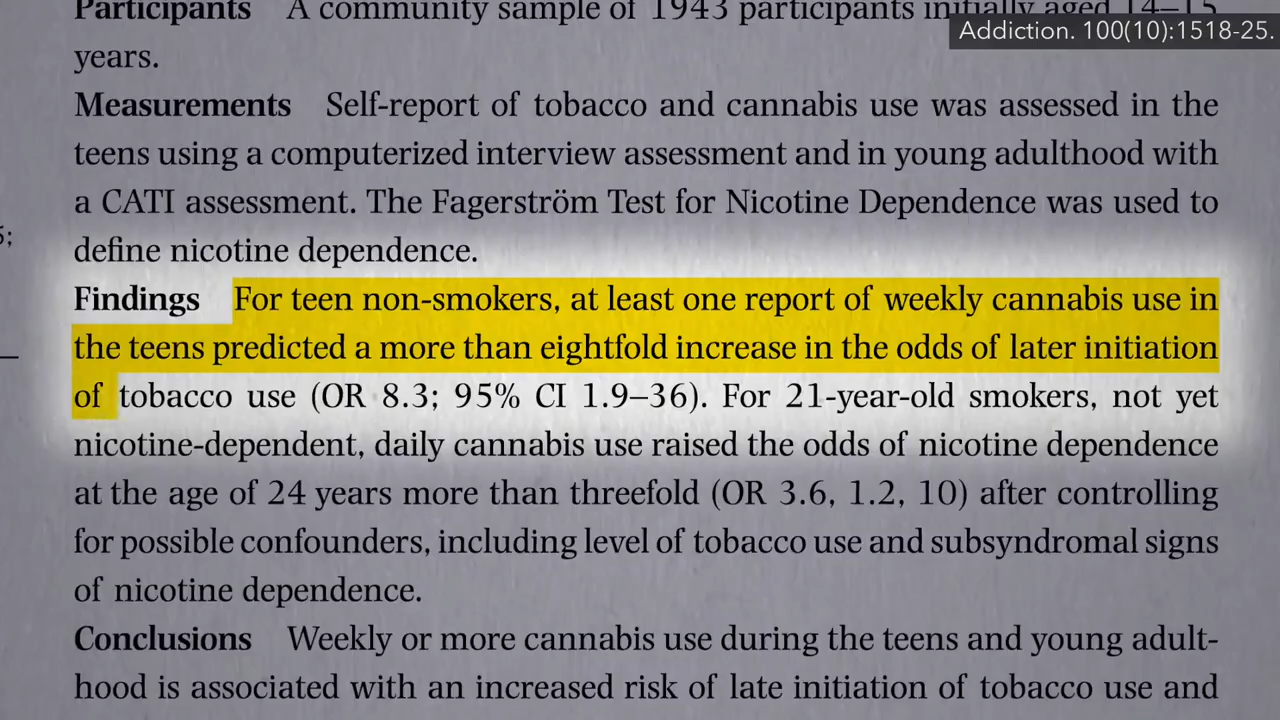 Participants A community sample of 1943 participants initially aged 14–15
Addiction. 100(10):1518-25.
years.
Measurements Self-report of tobacco and cannabis use was assessed in the
teens using a computerized interview assessment and in young adulthood with
a CATI assessment. The Fagerström Test for Nicotine Dependence was used to
5;
define nicotine dependence.
Findings For teen non-smokers, at least one report of weekly cannabis use in
the teens predicted a more than eightfold increase in the odds of later initiation
of tobacco use (OR 8.3; 95% CI 1.9–36). For 21-year-old smokers, not yet
nicotine-dependent, daily cannabis use raised the odds of nicotine dependence
at the age of 24 years more than threefold (OR 3.6, 1.2, 10) after controlling
for possible confounders, including level of tobacco use and subsyndromal signs
of nicotine dependence.
Conclusions Weekly or more cannabis use during the teens and young adult-
hood is associated with an increased risk of late initiation of tobacco use and